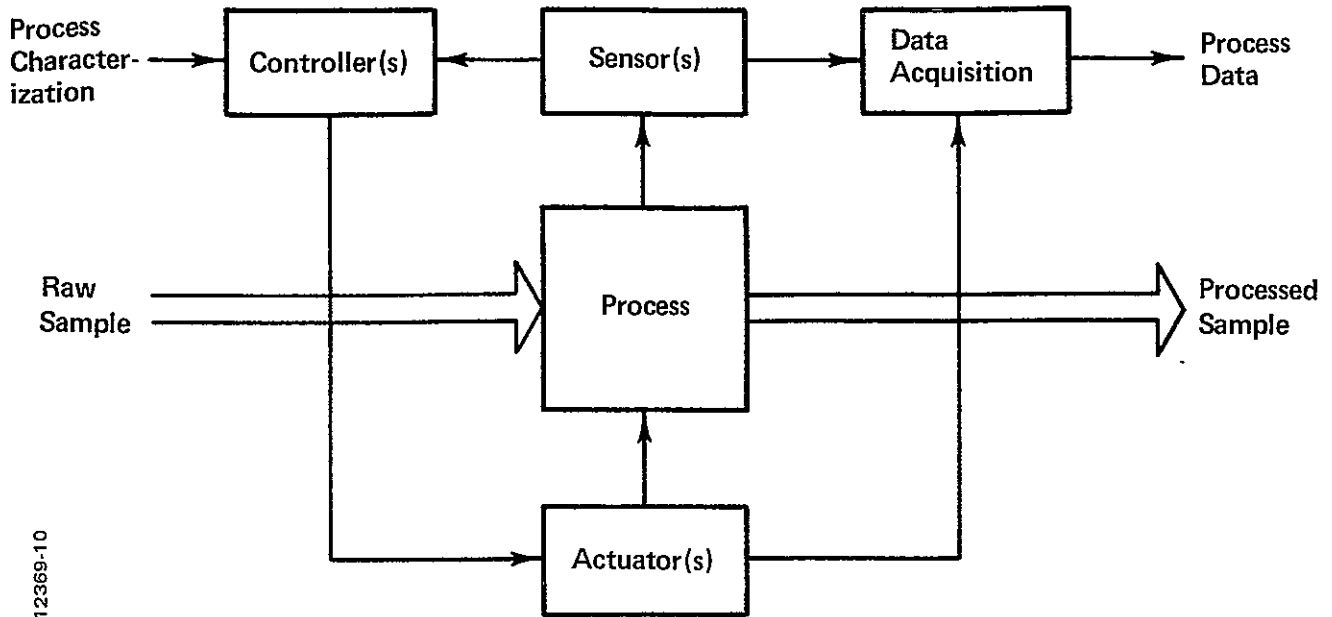 Process
Character-
ization
Controller(s)
Sensor(s)
Data
Acquisition
Process
Data
Raw
Sample
Process
Processed
Sample
Actuator(s)
12369-10